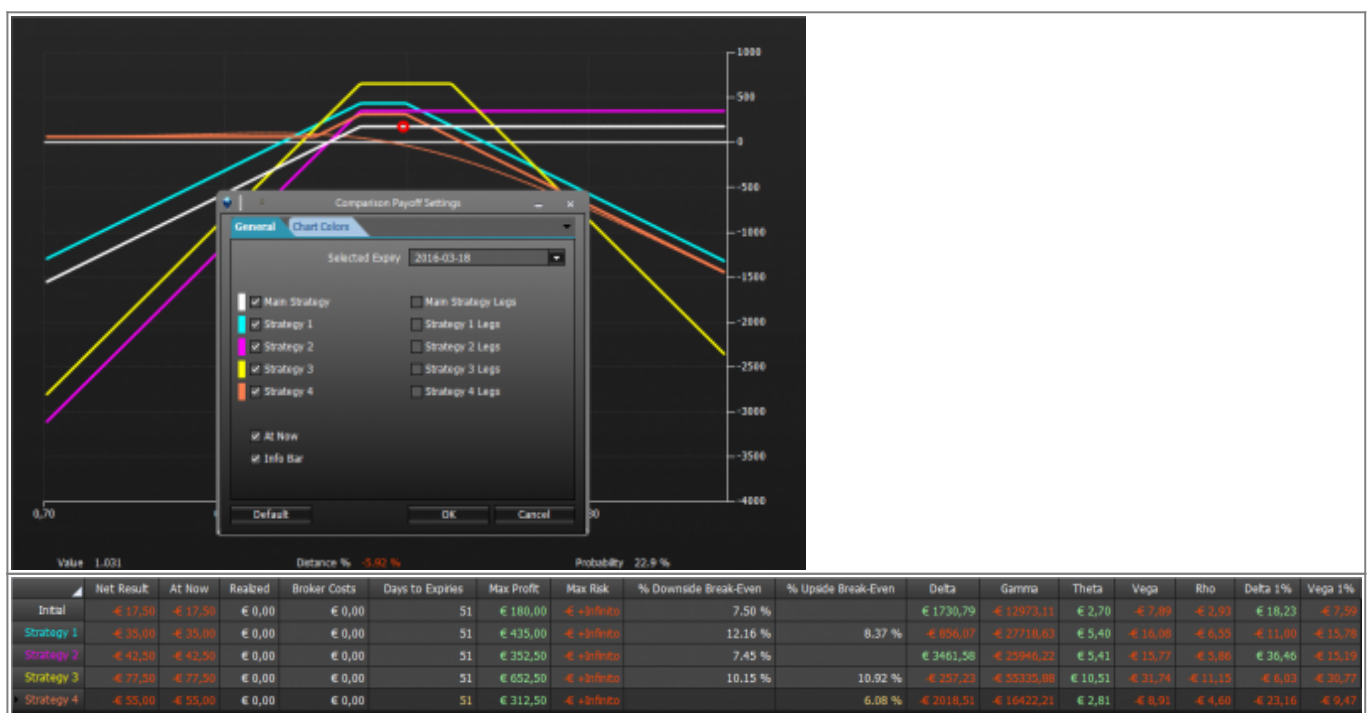 1000
500
0
-500
-1000
-1500
-2000
-2500
-3000
-3500
-4000
0,70
Comparison Payoff Settings
General Chart Colors
Selected Expiry 2016-03-18
Main Strategy Main Strategy Legs
Strategy 1 Strategy 1 Legs
Strategy 2 Strategy 2 Legs
Strategy 3 Strategy 3 Legs
Strategy 4 Strategy 4 Legs
At Now
Info Bar
Default OK Cancel
Value 1.031 Distance % -5.92 % Probability 22.9 %
Net Result At Now Realized Broker Costs Days to Expiries Max Profit Max Risk % Downside Break-Even % Upside Break-Even Delta Gamma Theta Vega Rho Delta 1% Vega 1%
Initial -€ 17,50 -€ 17,50 € 0,00 € 0,00 51 € 180,00 -€ +Infinito 7.50 % € 1730,79 -€ 12973,11 € 2,70 -€ 7,89 -€ 2,93 € 18,23 -€ 7,59
Strategy 1 -€ 35,00 -€ 35,00 € 0,00 € 0,00 51 € 435,00 -€ +Infinito 12.16 % 8.37 % -€ 856,07 -€ 27718,63 € 5,40 -€ 16,08 -€ 6,55 -€ 11,00 -€ 15,78
Strategy 2 -€ 42,50 -€ 42,50 € 0,00 € 0,00 51 € 352,50 -€ +Infinito 7.45 % € 3461,58 -€ 25946,22 € 5,41 -€ 15,77 -€ 5,86 € 36,46 -€ 15,19
Strategy 3 -€ 77,50 -€ 77,50 € 0,00 € 0,00 51 € 652,50 -€ +Infinito 10.15 % 10.92 % -€ 257,23 -€ 55335,88 € 10,51 -€ 31,74 -€ 11,15 -€ 6,03 -€ 30,77
Strategy 4 -€ 55,00 -€ 55,00 € 0,00 € 0,00 51 € 312,50 -€ +Infinito 6.08 % -€ 2018,51 -€ 16422,21 € 2,81 -€ 8,91 -€ 4,60 -€ 23,16 -€ 9,47